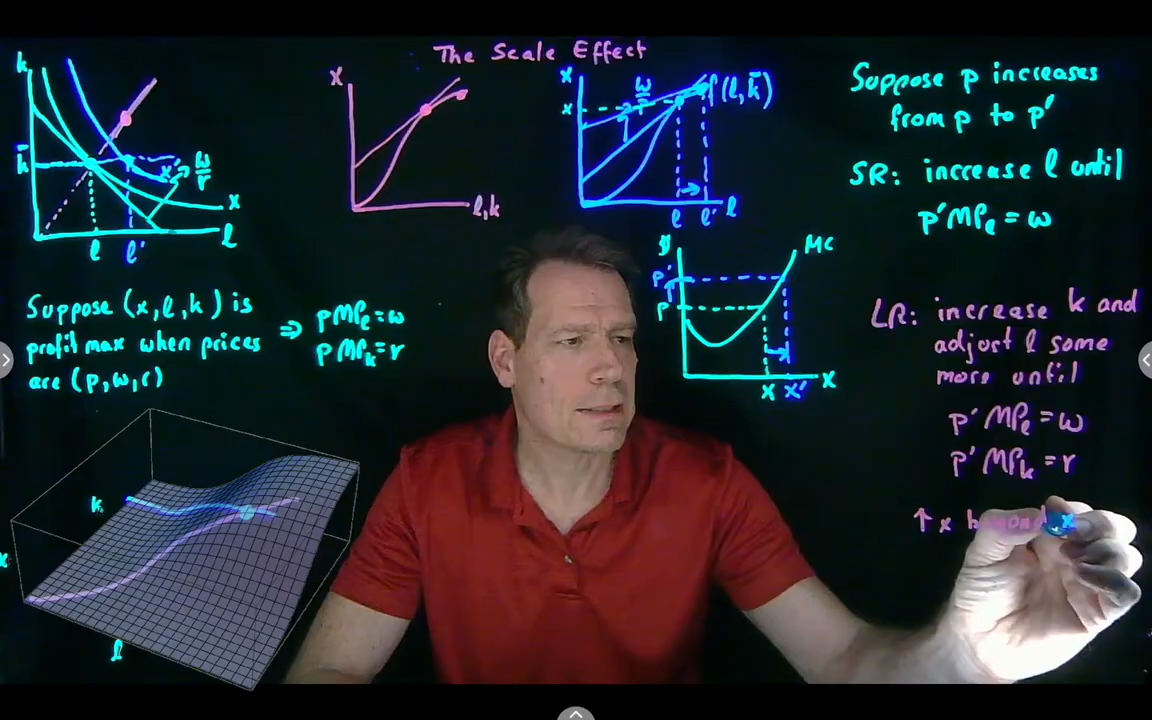 The Scale Effect
k
k̄
w/r
x'
x
l
l'
l
x
l,k
x
x
w/r
f(l, k̄)
l
l'
l
Suppose p increases
from p to p'
SR: increase l until
p'MPl = w
$
MC
p'
p
x
x'
x
Suppose (x,l,k) is
profit max when prices
are (p,w,r)
⇒ pMPl = w
pMPk = r
LR: increase k and
adjust l some
more until
p'MPl = w
p'MPk = r
↑ x beyond x
k
x
l